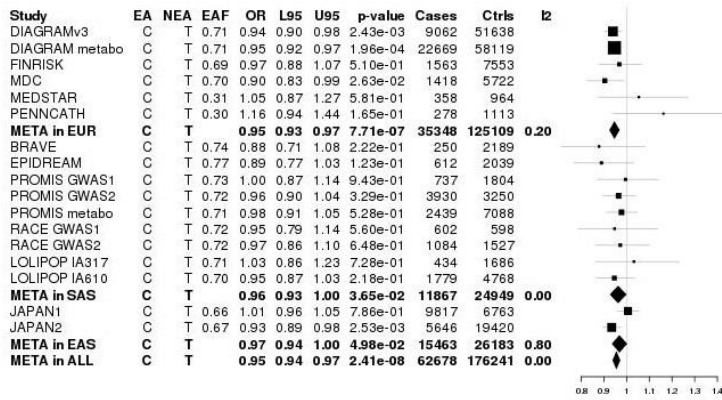 Study EA NEA EAF OR L95 U95 p-value Cases Ctrls I2
DIAGRAMv3 C T 0.71 0.94 0.90 0.98 2.43e-03 9062 51638
DIAGRAM metabo C T 0.71 0.95 0.92 0.97 1.96e-04 22669 58119
FINRISK C T 0.69 0.97 0.88 1.07 5.10e-01 1563 7553
MDC C T 0.70 0.90 0.83 0.99 2.63e-02 1418 5722
MEDSTAR C T 0.31 1.05 0.87 1.27 5.81e-01 358 964
PENNCATH C T 0.30 1.16 0.94 1.44 1.65e-01 278 1113
META in EUR C T 0.95 0.93 0.97 7.71e-07 35348 125109 0.20
BRAVE C T 0.74 0.88 0.71 1.08 2.22e-01 250 2189
EPIDREAM C T 0.77 0.89 0.77 1.03 1.23e-01 612 2039
PROMIS GWAS1 C T 0.73 1.00 0.87 1.14 9.43e-01 737 1804
PROMIS GWAS2 C T 0.72 0.96 0.90 1.04 3.29e-01 3930 3250
PROMIS metabo C T 0.71 0.98 0.91 1.05 5.28e-01 2439 7088
RACE GWAS1 C T 0.72 0.95 0.79 1.14 5.60e-01 602 598
RACE GWAS2 C T 0.72 0.97 0.86 1.10 6.48e-01 1084 1527
LOLIPOP IA317 C T 0.71 1.03 0.86 1.23 7.28e-01 434 1686
LOLIPOP IA610 C T 0.70 0.95 0.87 1.03 2.18e-01 1779 4768
META in SAS C T 0.96 0.93 1.00 3.65e-02 11867 24949 0.00
JAPAN1 C T 0.66 1.01 0.96 1.05 7.86e-01 9817 6763
JAPAN2 C T 0.67 0.93 0.89 0.98 2.53e-03 5646 19420
META in EAS C T 0.97 0.94 1.00 4.98e-02 15463 26183 0.80
META in ALL C T 0.95 0.94 0.97 2.41e-08 62678 176241 0.00
0.8 0.9 1 1.1 1.2 1.3 1.4